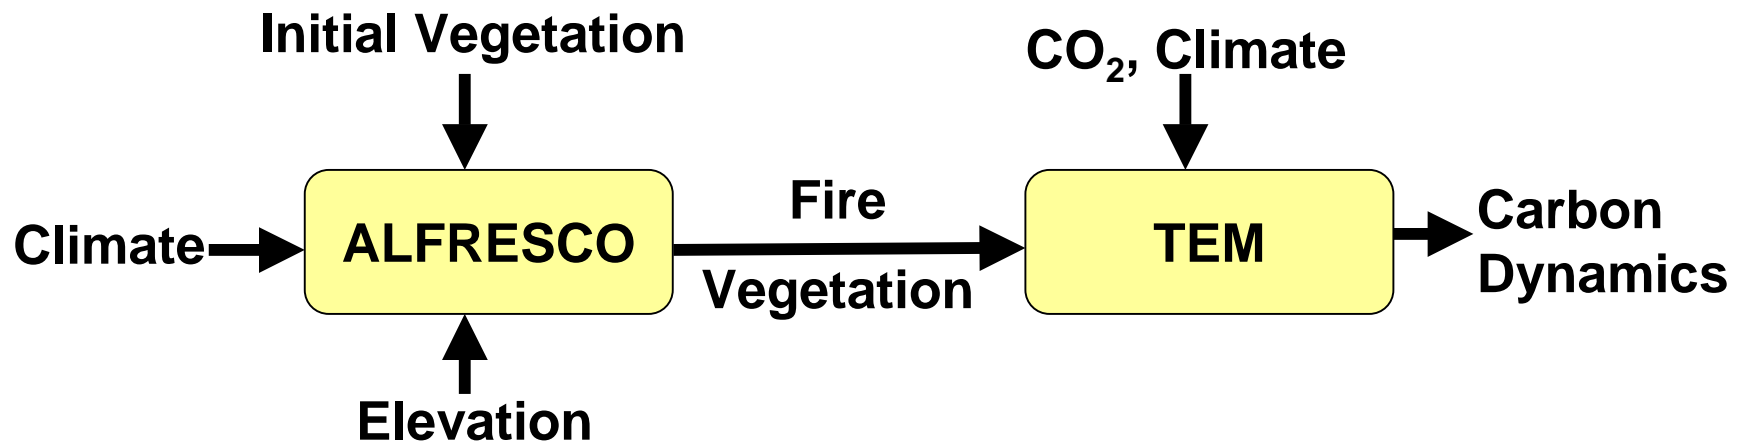 Initial Vegetation
CO₂, Climate
Climate
ALFRESCO
Fire
Vegetation
TEM
Carbon
Dynamics
Elevation